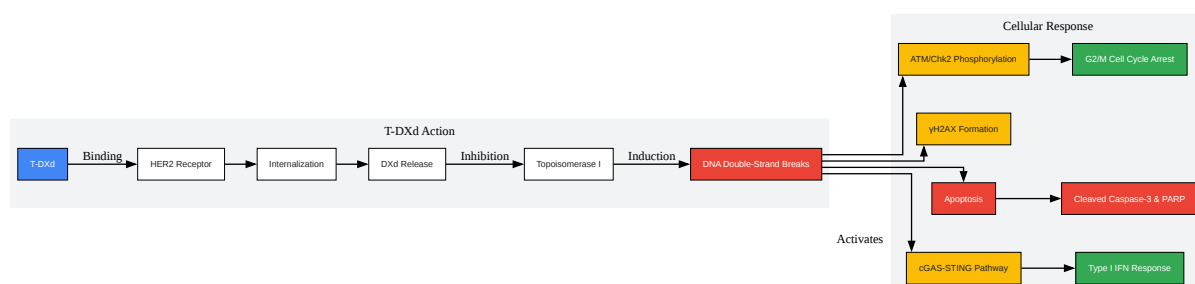 Cellular Response
ATM/Chk2 Phosphorylation
G2/M Cell Cycle Arrest
T-DXd Action
γH2AX Formation
T-DXd
Binding
HER2 Receptor
Internalization
DXd Release
Inhibition
Topoisomerase I
Induction
DNA Double-Strand Breaks
Apoptosis
Cleaved Caspase-3 & PARP
Activates
cGAS-STING Pathway
Type I IFN Response